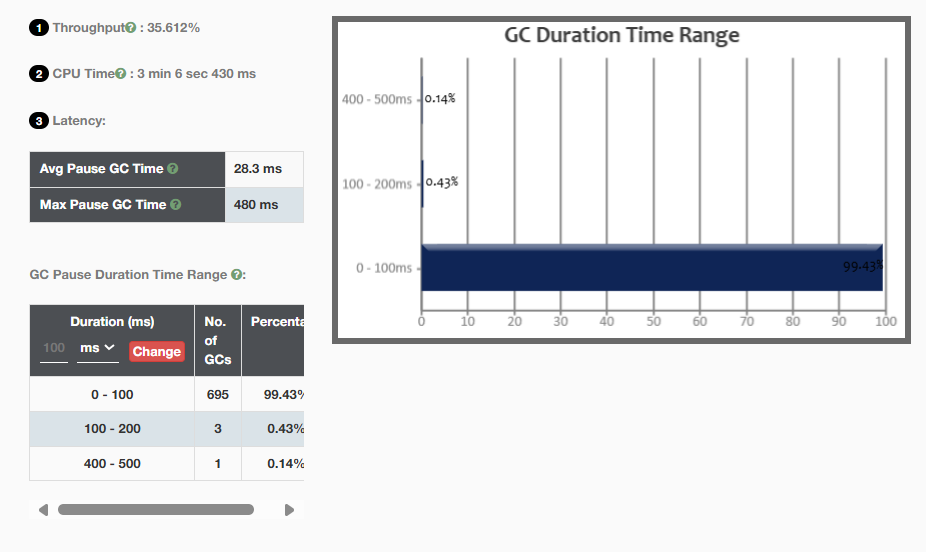 1 Throughput? : 35.612%
2 CPU Time? : 3 min 6 sec 430 ms
3 Latency:
Avg Pause GC Time ? 28.3 ms
Max Pause GC Time ? 480 ms
GC Pause Duration Time Range ?:
Duration (ms) No. of GCs Percenta
100 ms Change
0 - 100 695 99.43%
100 - 200 3 0.43%
400 - 500 1 0.14%
GC Duration Time Range
400 - 500ms 0.14%
100 - 200ms 0.43%
0 - 100ms 99.43%
0 10 20 30 40 50 60 70 80 90 100